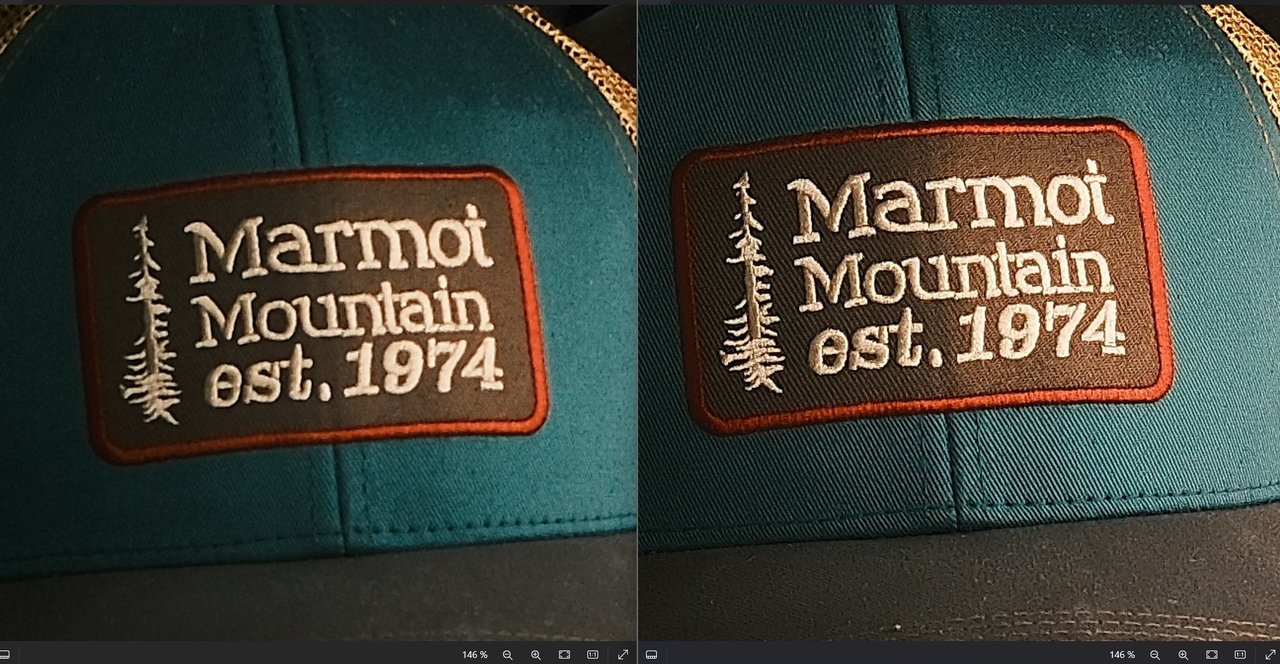 Marmot
Mountain
est. 1974
Marmot
Mountain
est. 1974
146 %
146 %